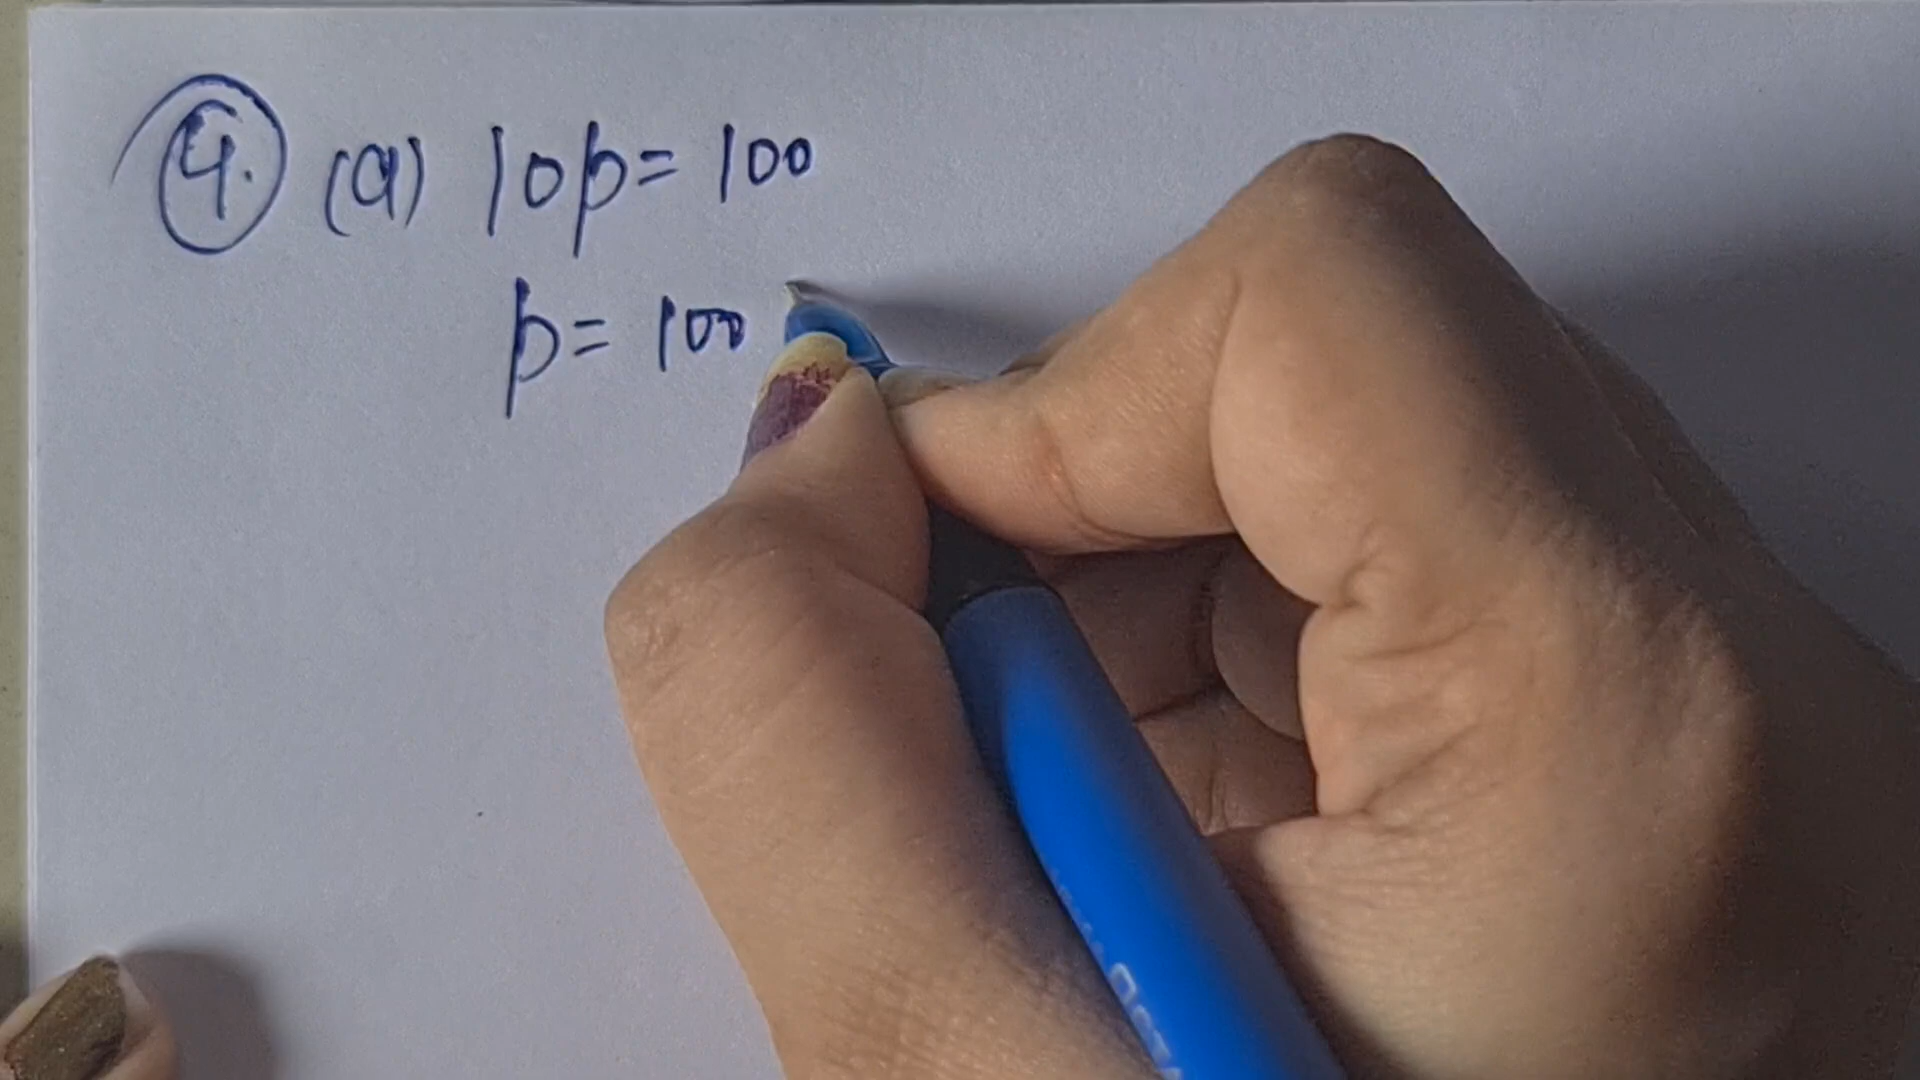 4. (a) 10p = 100
p = 100